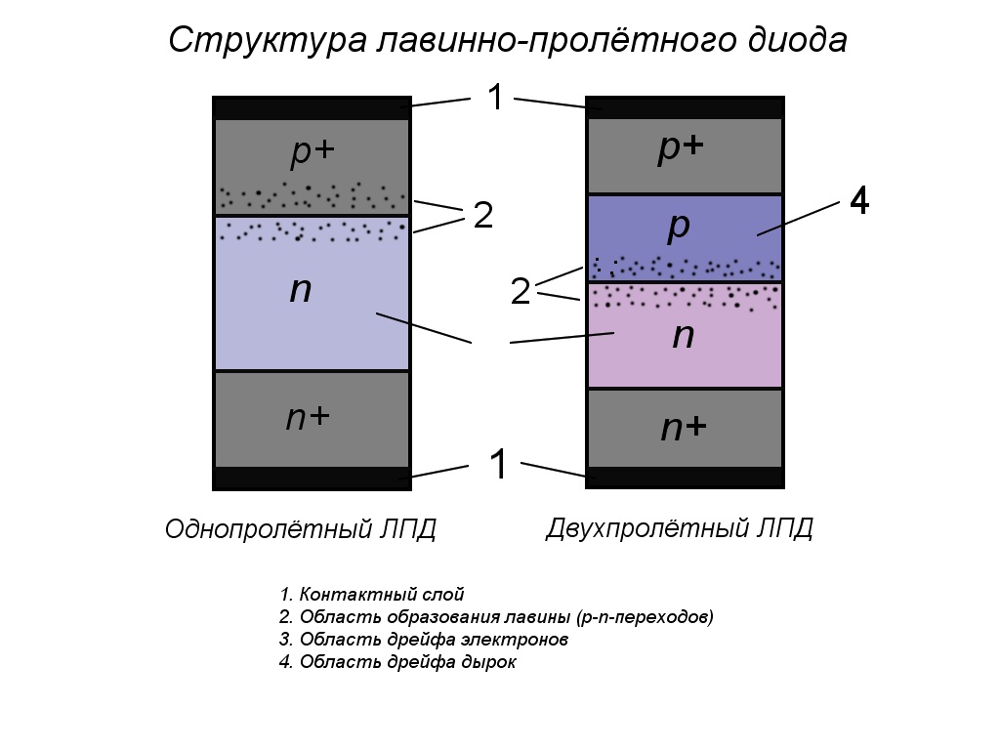 Структура лавинно-пролётного диода
1
p+
p+
4
2
p
n
2
n
n+
n+
1
Однопролётный ЛПД
Двухпролётный ЛПД
1. Контактный слой
2. Область образования лавины (p-n-переходов)
3. Область дрейфа электронов
4. Область дрейфа дырок